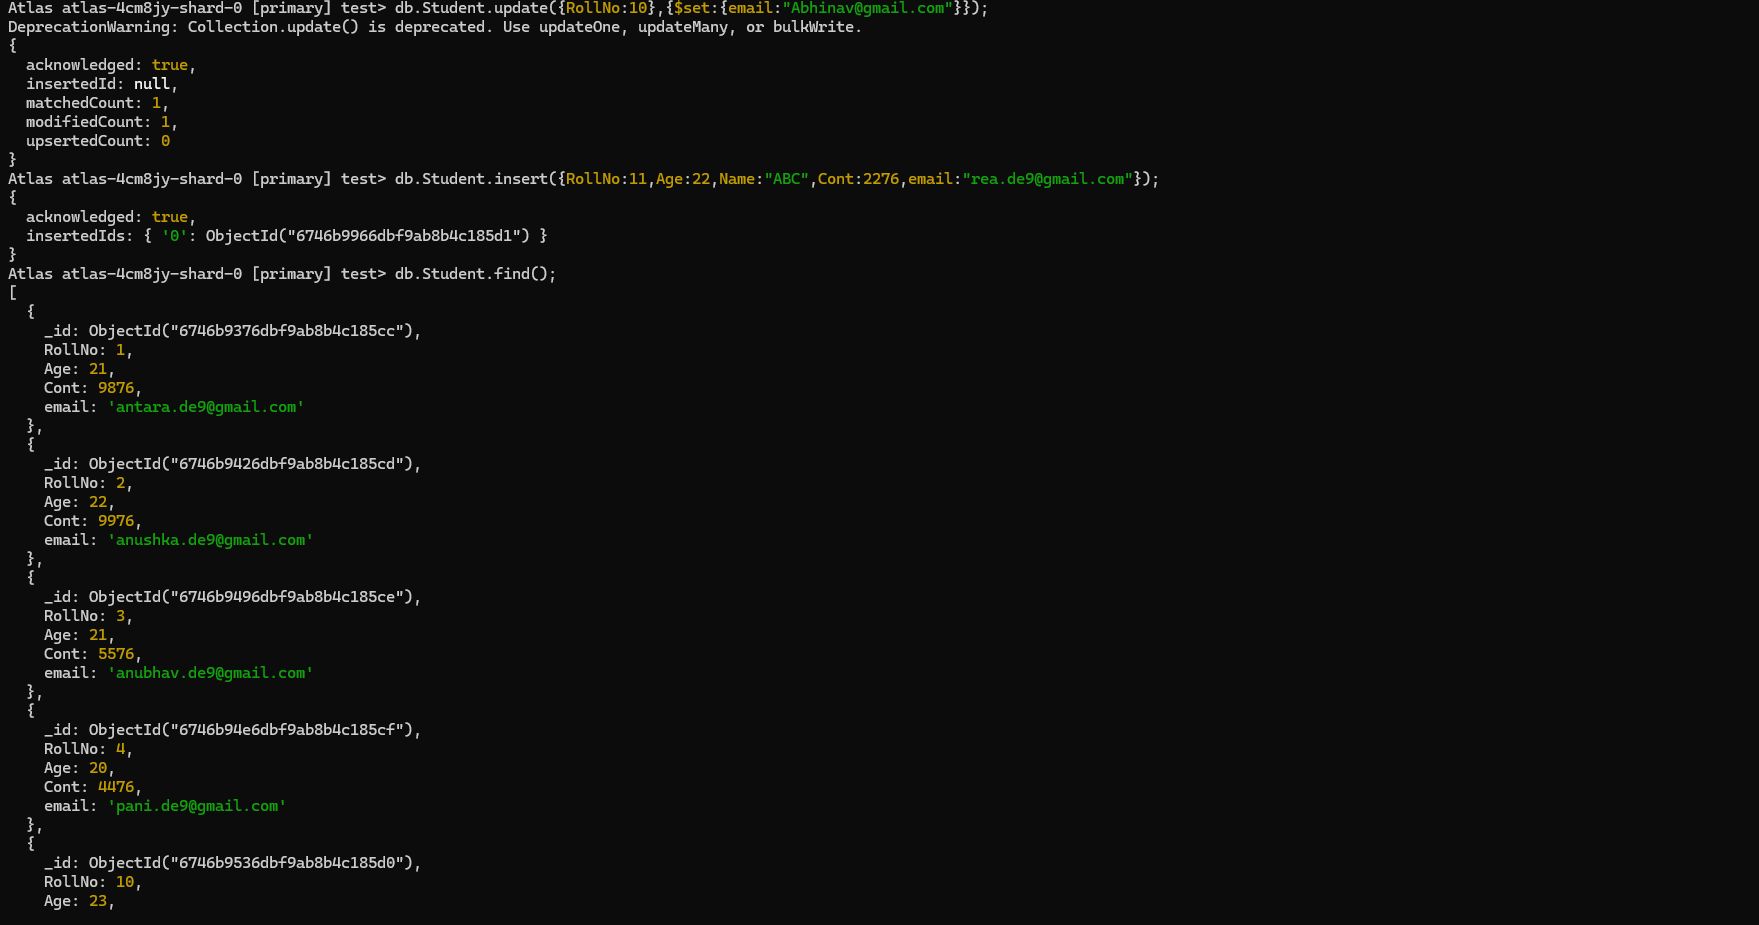 Atlas atlas-4cm8jy-shard-0 [primary] test> db.Student.update({RollNo:10},{$set:{email:"Abhinav@gmail.com"}});
DeprecationWarning: Collection.update() is deprecated. Use updateOne, updateMany, or bulkWrite.
{
  acknowledged: true,
  insertedId: null,
  matchedCount: 1,
  modifiedCount: 1,
  upsertedCount: 0
}
Atlas atlas-4cm8jy-shard-0 [primary] test> db.Student.insert({RollNo:11,Age:22,Name:"ABC",Cont:2276,email:"rea.de9@gmail.com"});
{
  acknowledged: true,
  insertedIds: { '0': ObjectId("6746b9966dbf9ab8b4c185d1") }
}
Atlas atlas-4cm8jy-shard-0 [primary] test> db.Student.find();
[
  {
    _id: ObjectId("6746b9376dbf9ab8b4c185cc"),
    RollNo: 1,
    Age: 21,
    Cont: 9876,
    email: 'antara.de9@gmail.com'
  },
  {
    _id: ObjectId("6746b9426dbf9ab8b4c185cd"),
    RollNo: 2,
    Age: 22,
    Cont: 9976,
    email: 'anushka.de9@gmail.com'
  },
  {
    _id: ObjectId("6746b9496dbf9ab8b4c185ce"),
    RollNo: 3,
    Age: 21,
    Cont: 5576,
    email: 'anubhav.de9@gmail.com'
  },
  {
    _id: ObjectId("6746b94e6dbf9ab8b4c185cf"),
    RollNo: 4,
    Age: 20,
    Cont: 4476,
    email: 'pani.de9@gmail.com'
  },
  {
    _id: ObjectId("6746b9536dbf9ab8b4c185d0"),
    RollNo: 10,
    Age: 23,